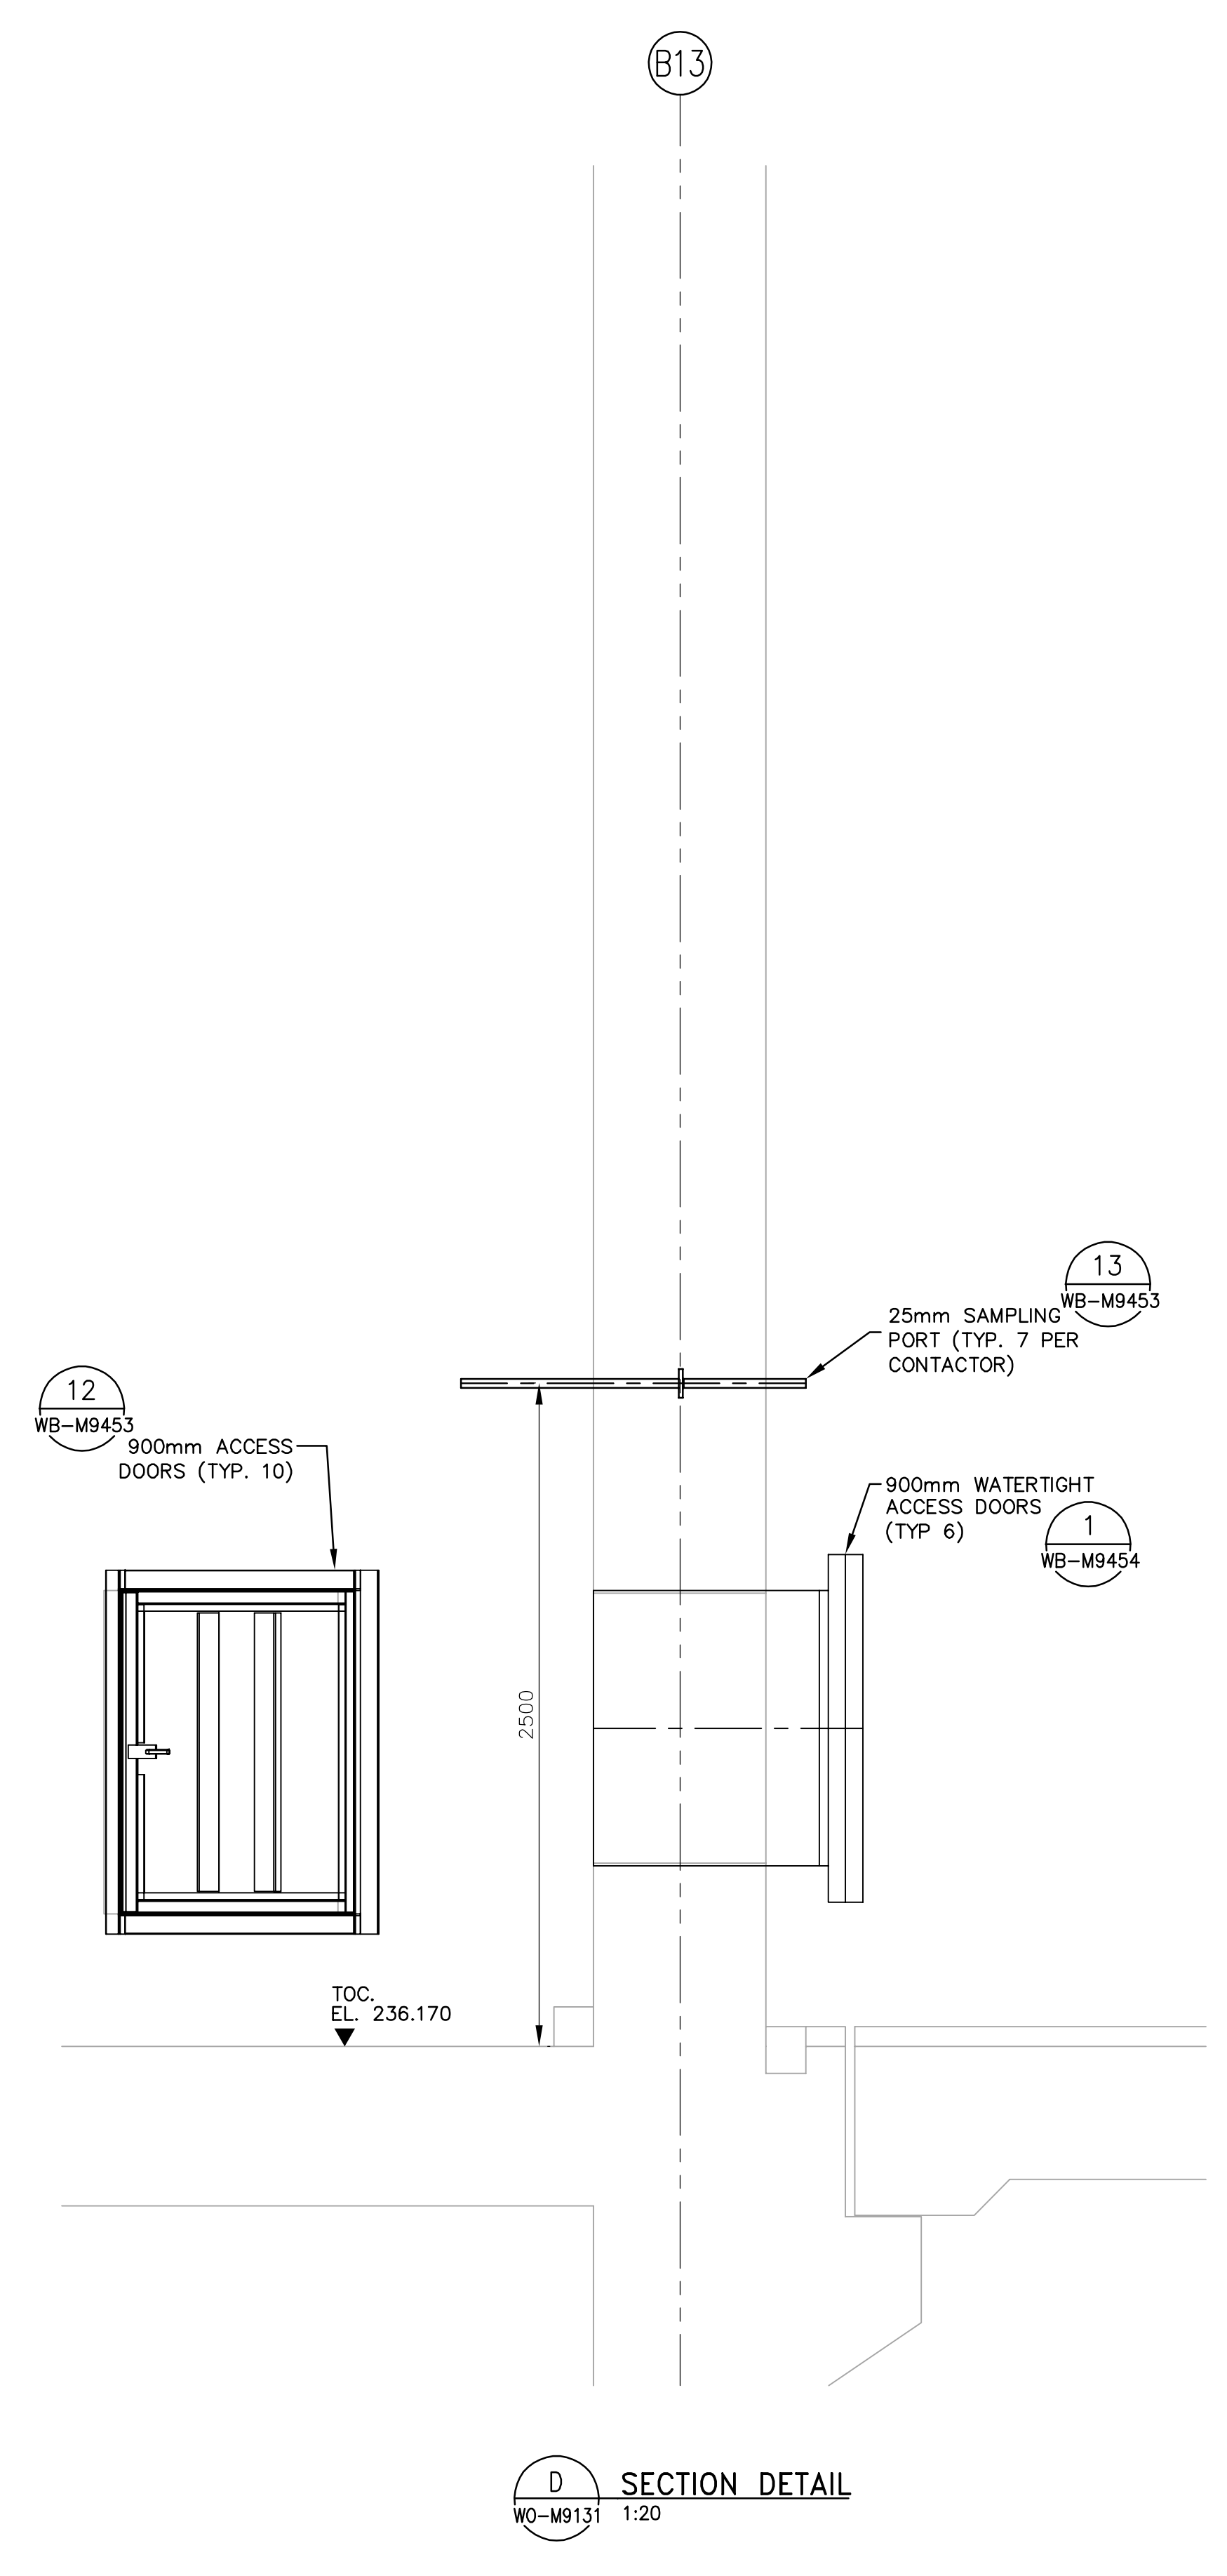 B13
13
WB-M9453
25mm SAMPLING
PORT (TYP. 7 PER
CONTACTOR)
12
WB-M9453
900mm ACCESS
DOORS (TYP. 10)
900mm WATERTIGHT
ACCESS DOORS
(TYP 6)
1
WB-M9454
2500
TOC.
EL. 236.170
D
WO-M9131
SECTION DETAIL
1:20